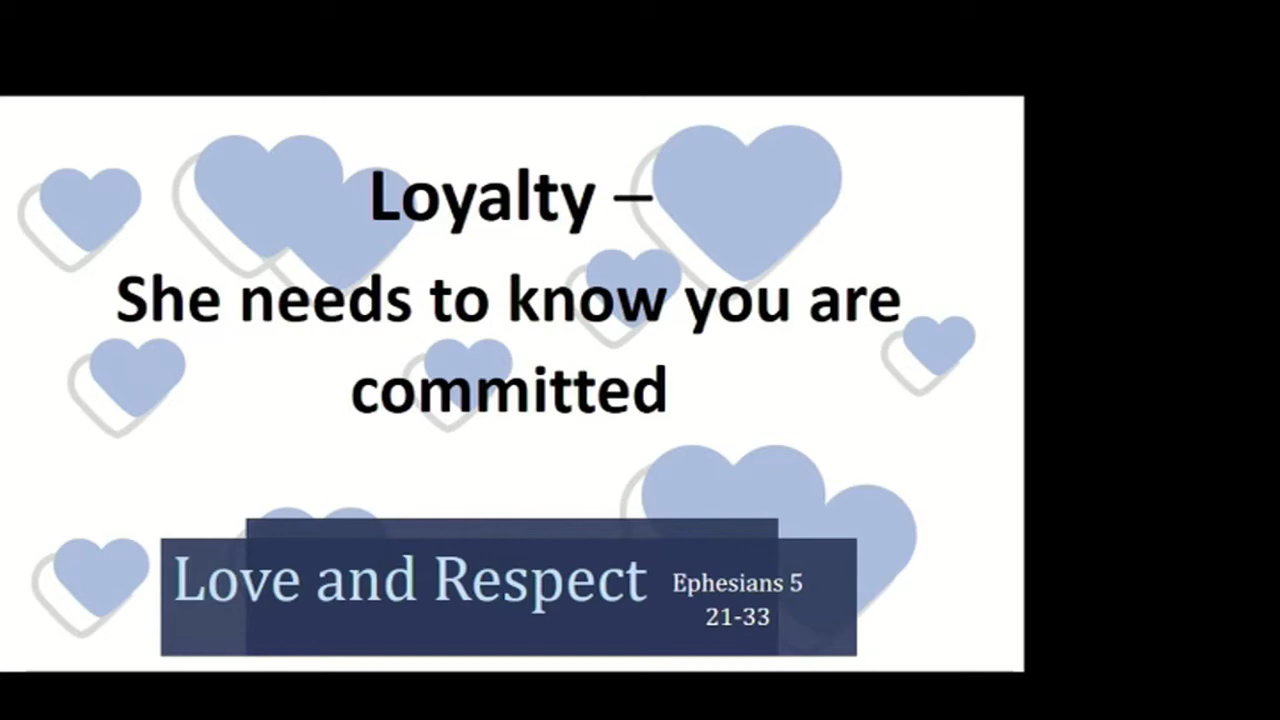 Loyalty –
She needs to know you are
committed
Love and Respect
Ephesians 5
21-33